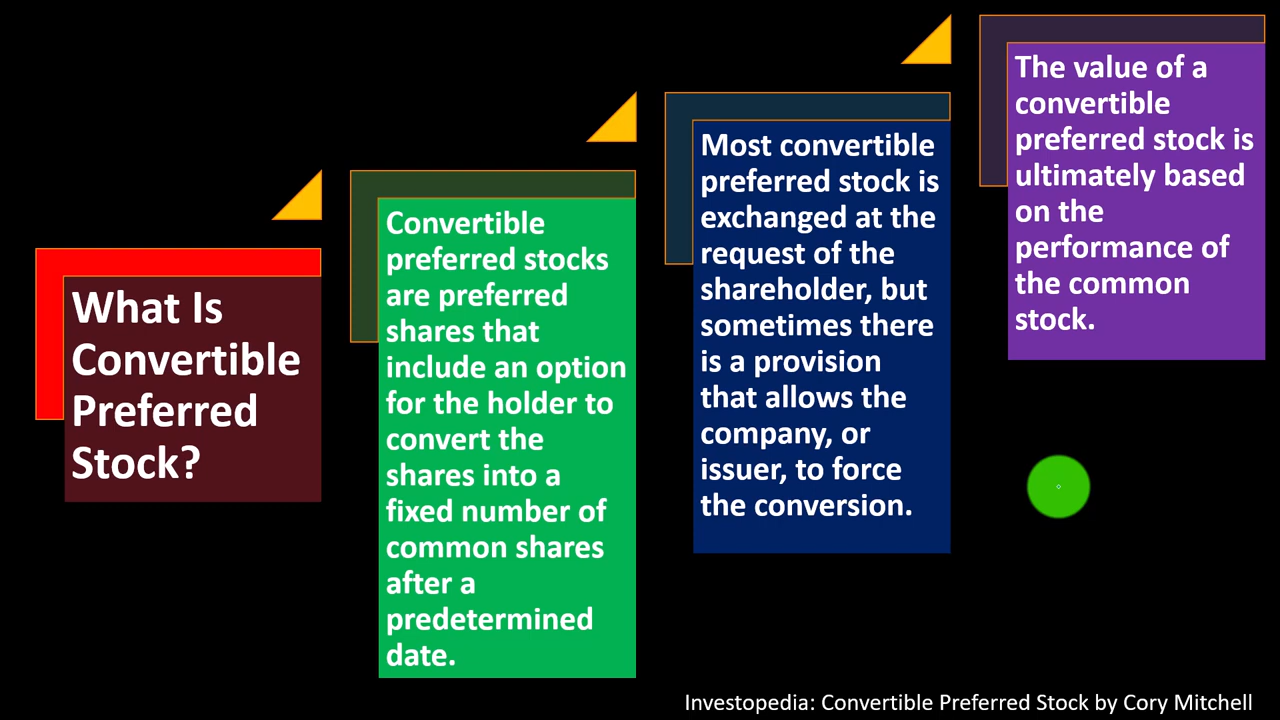 What Is
Convertible
Preferred
Stock?
Convertible
preferred stocks
are preferred
shares that
include an option
for the holder to
convert the
shares into a
fixed number of
common shares
after a
predetermined
date.
Most convertible
preferred stock is
exchanged at the
request of the
shareholder, but
sometimes there
is a provision
that allows the
company, or
issuer, to force
the conversion.
The value of a
convertible
preferred stock is
ultimately based
on the
performance of
the common
stock.
Investopedia: Convertible Preferred Stock by Cory Mitchell